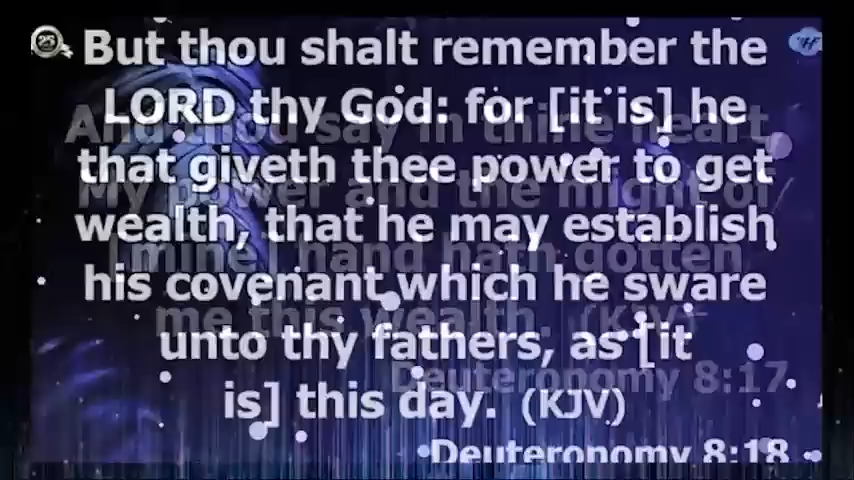 But thou shalt remember the
LORD thy God: for [it is] he
that giveth thee power to get
wealth, that he may establish
his covenant which he sware
unto thy fathers, as [it
is] this day. (KJV)
Deuteronomy 8:18
And thou say in thine heart
My power and the might of
[mine] hand hath gotten
me this wealth. (KJV)
Deuteronomy 8:17
25